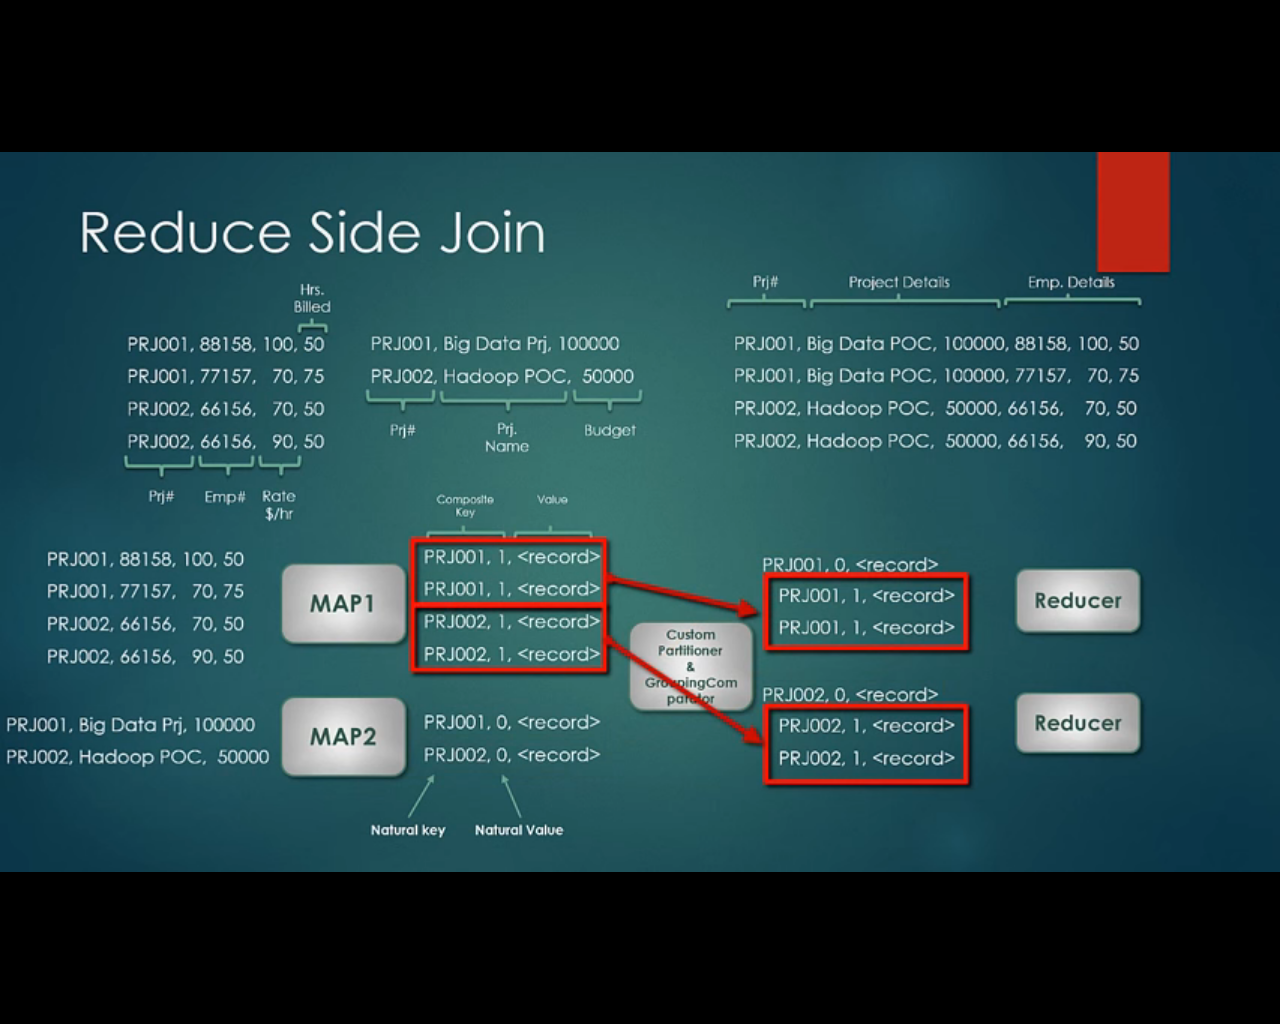 Reduce Side Join
Hrs.
Billed
PRJ001, 88158, 100, 50
PRJ001, 77157, 70, 75
PRJ002, 66156, 70, 50
PRJ002, 66156, 90, 50
Prj#
Emp#
Rate
$/hr
PRJ001, Big Data Prj, 100000
PRJ002, Hadoop POC, 50000
Prj#
Prj.
Name
Budget
Prj#
Project Details
Emp. Details
PRJ001, Big Data POC, 100000, 88158, 100, 50
PRJ001, Big Data POC, 100000, 77157, 70, 75
PRJ002, Hadoop POC, 50000, 66156, 70, 50
PRJ002, Hadoop POC, 50000, 66156, 90, 50
PRJ001, 88158, 100, 50
PRJ001, 77157, 70, 75
PRJ002, 66156, 70, 50
PRJ002, 66156, 90, 50
MAP1
Composite
Key
Value
PRJ001, 1, <record>
PRJ001, 1, <record>
PRJ002, 1, <record>
PRJ002, 1, <record>
PRJ001, Big Data Prj, 100000
PRJ002, Hadoop POC, 50000
MAP2
PRJ001, 0, <record>
PRJ002, 0, <record>
Natural key
Natural Value
Custom
Partitioner
&
GroupingCom
parator
PRJ001, 0, <record>
PRJ001, 1, <record>
PRJ001, 1, <record>
Reducer
PRJ002, 0, <record>
PRJ002, 1, <record>
PRJ002, 1, <record>
Reducer